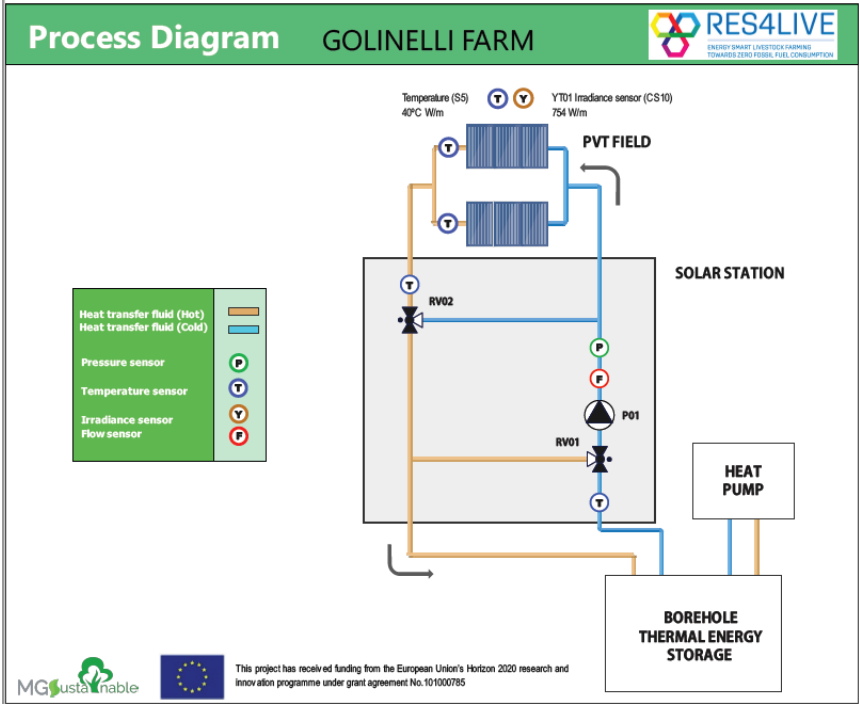 Process Diagram GOLINELLI FARM
RES4LIVE
ENERGY SMART LIVESTOCK FARMING
TOWARDS ZERO FOSSIL FUEL CONSUMPTION
Temperature (S5)
40°C W/m
T Y
YT01 Irradiance sensor (CS10)
754 W/m
PVT FIELD
T
T
SOLAR STATION
T
RV02
P
F
P01
RV01
T
Heat transfer fluid (Hot)
Heat transfer fluid (Cold)
Pressure sensor P
Temperature sensor T
Irradiance sensor Y
Flow sensor F
HEAT
PUMP
BOREHOLE
THERMAL ENERGY
STORAGE
MGSustainable
This project has received funding from the European Union's Horizon 2020 research and
innovation programme under grant agreement No.101000785